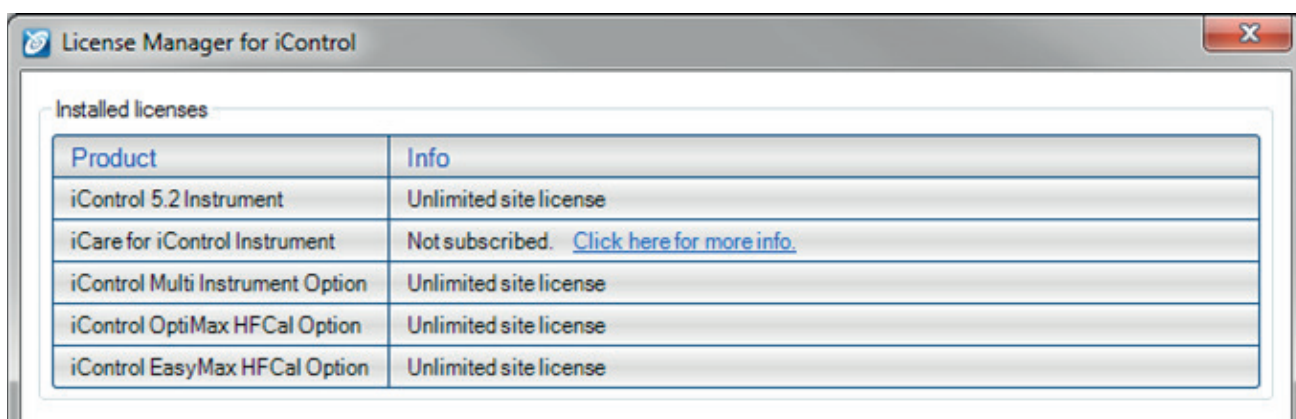 License Manager for iControl
Installed licenses
Product Info
iControl 5.2 Instrument Unlimited site license
iCare for iControl Instrument Not subscribed. Click here for more info.
iControl Multi Instrument Option Unlimited site license
iControl OptiMax HFCal Option Unlimited site license
iControl EasyMax HFCal Option Unlimited site license